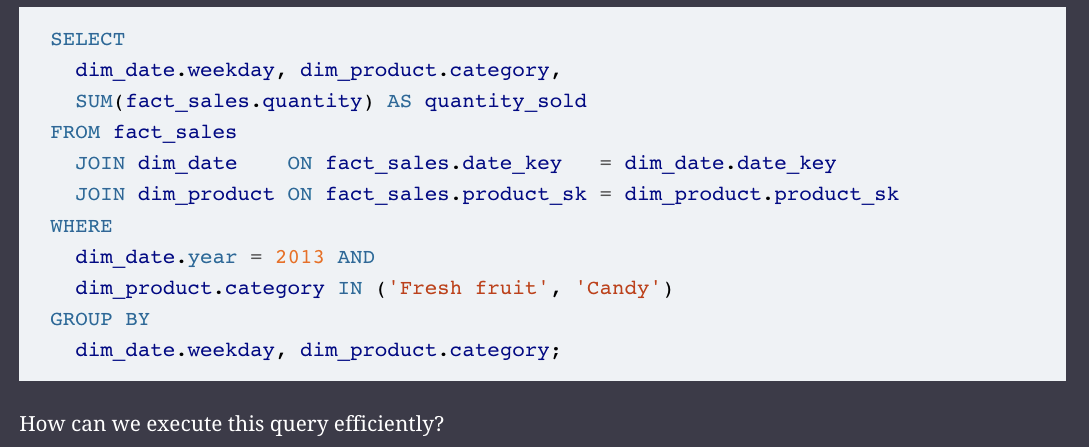 SELECT
  dim_date.weekday, dim_product.category,
  SUM(fact_sales.quantity) AS quantity_sold
FROM fact_sales
  JOIN dim_date    ON fact_sales.date_key   = dim_date.date_key
  JOIN dim_product ON fact_sales.product_sk = dim_product.product_sk
WHERE
  dim_date.year = 2013 AND
  dim_product.category IN ('Fresh fruit', 'Candy')
GROUP BY
  dim_date.weekday, dim_product.category;
How can we execute this query efficiently?